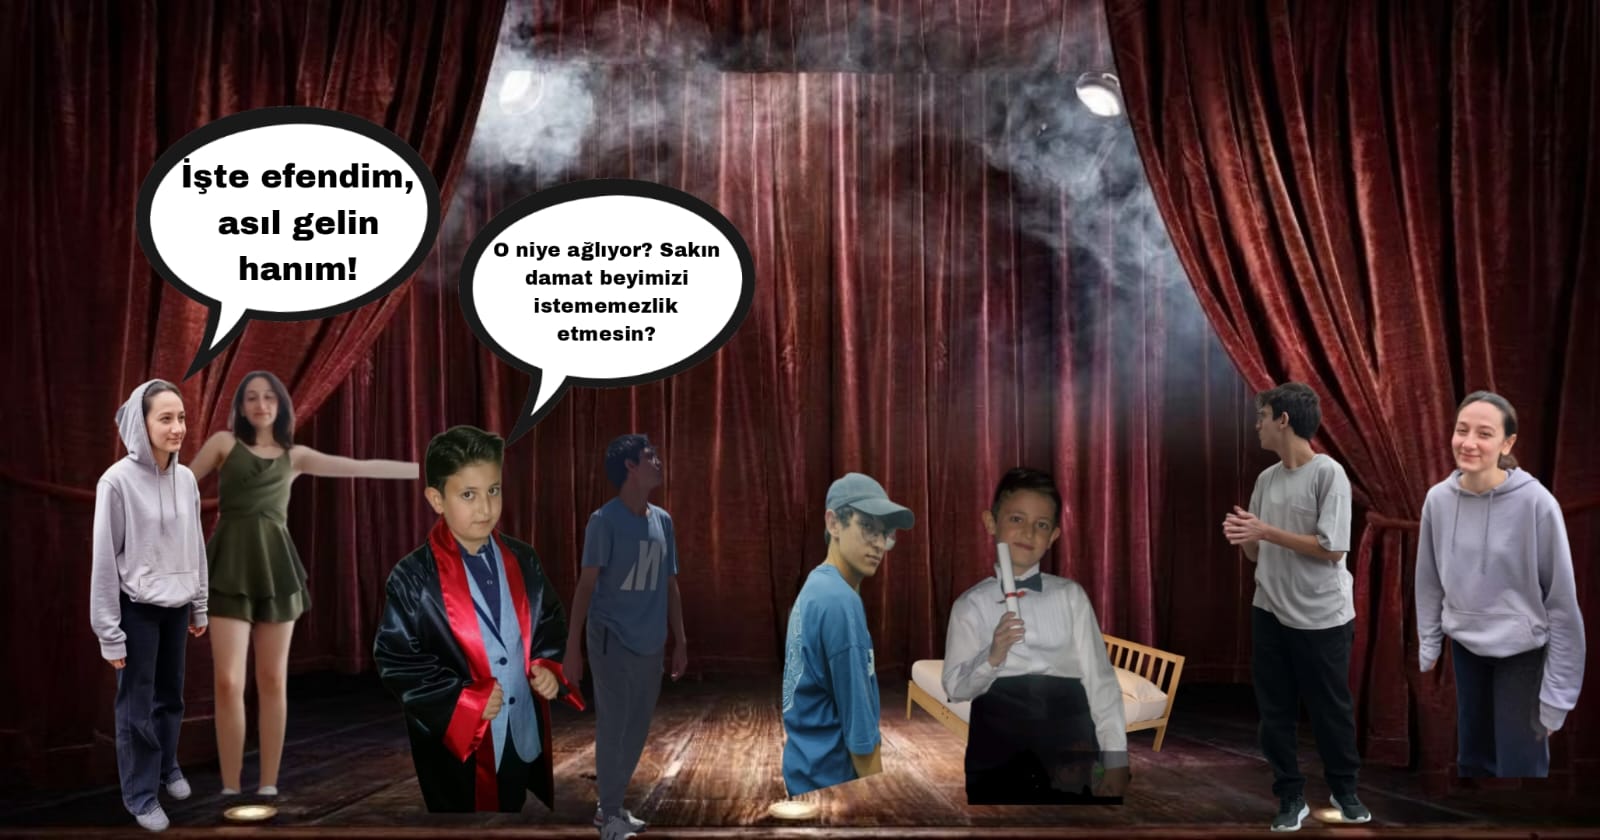 İşte efendim,
asıl gelin
hanım!
O niye ağlıyor? Sakın
damat beyimizi
istememezlik
etmesin?